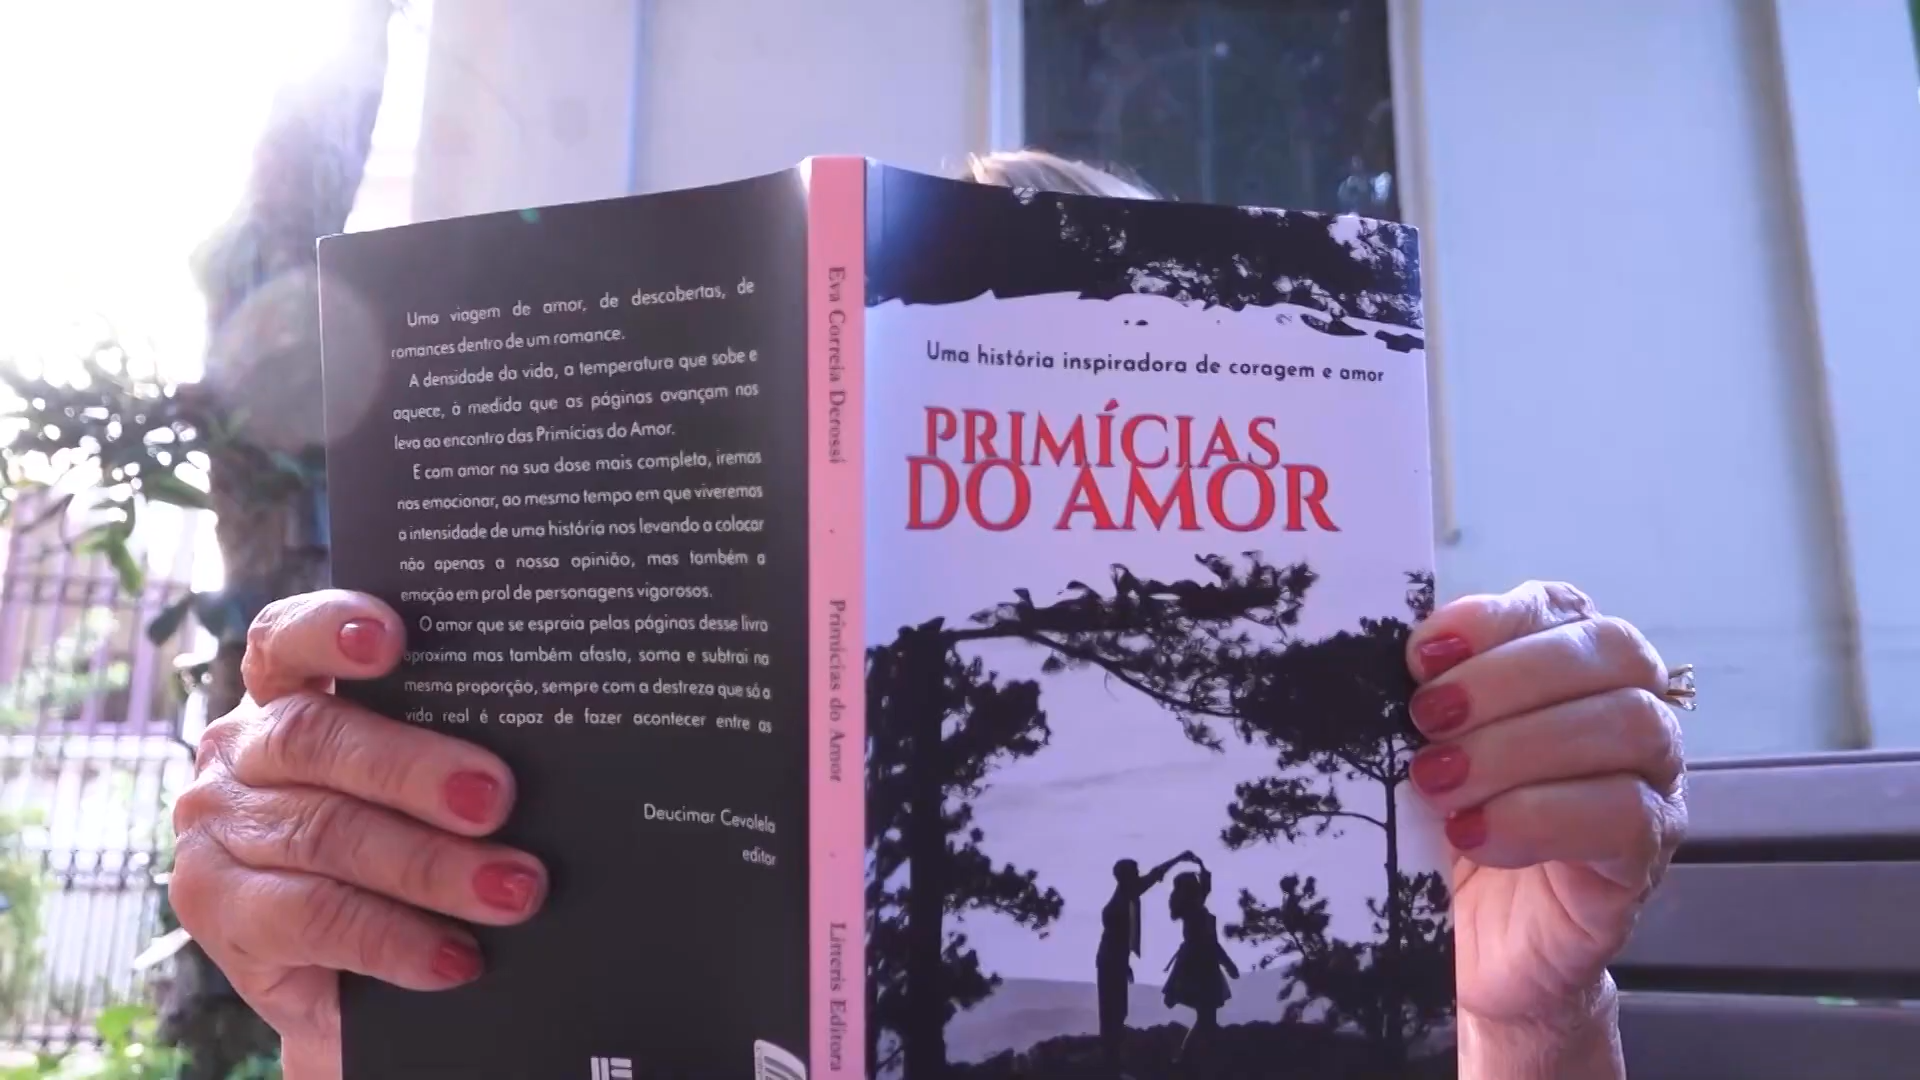 Uma viagem de amor, de descobertas, de
romances dentro de um romance.
A densidade da vida, a temperatura que sobe e
aquece, à medida que as páginas avançam nos
leva ao encontro das Primícias do Amor.
E com amor na sua dose mais completa, iremos
nos emocionar, ao mesmo tempo em que viveremos
a intensidade de uma história nos levando a colocar
não apenas a nossa opinião, mas também a
emoção em prol de personagens vigorosos.
O amor que se espraia pelas páginas desse livro
aproxima mas também afasta, soma e subtrai na
mesma proporção, sempre com a destreza que só a
vida real é capaz de fazer acontecer entre as
Deucimar Cevolela
editor
Eva Correia Derossi
Primícias do Amor
Litteris Editora
Uma história inspiradora de coragem e amor
PRIMÍCIAS
DO AMOR